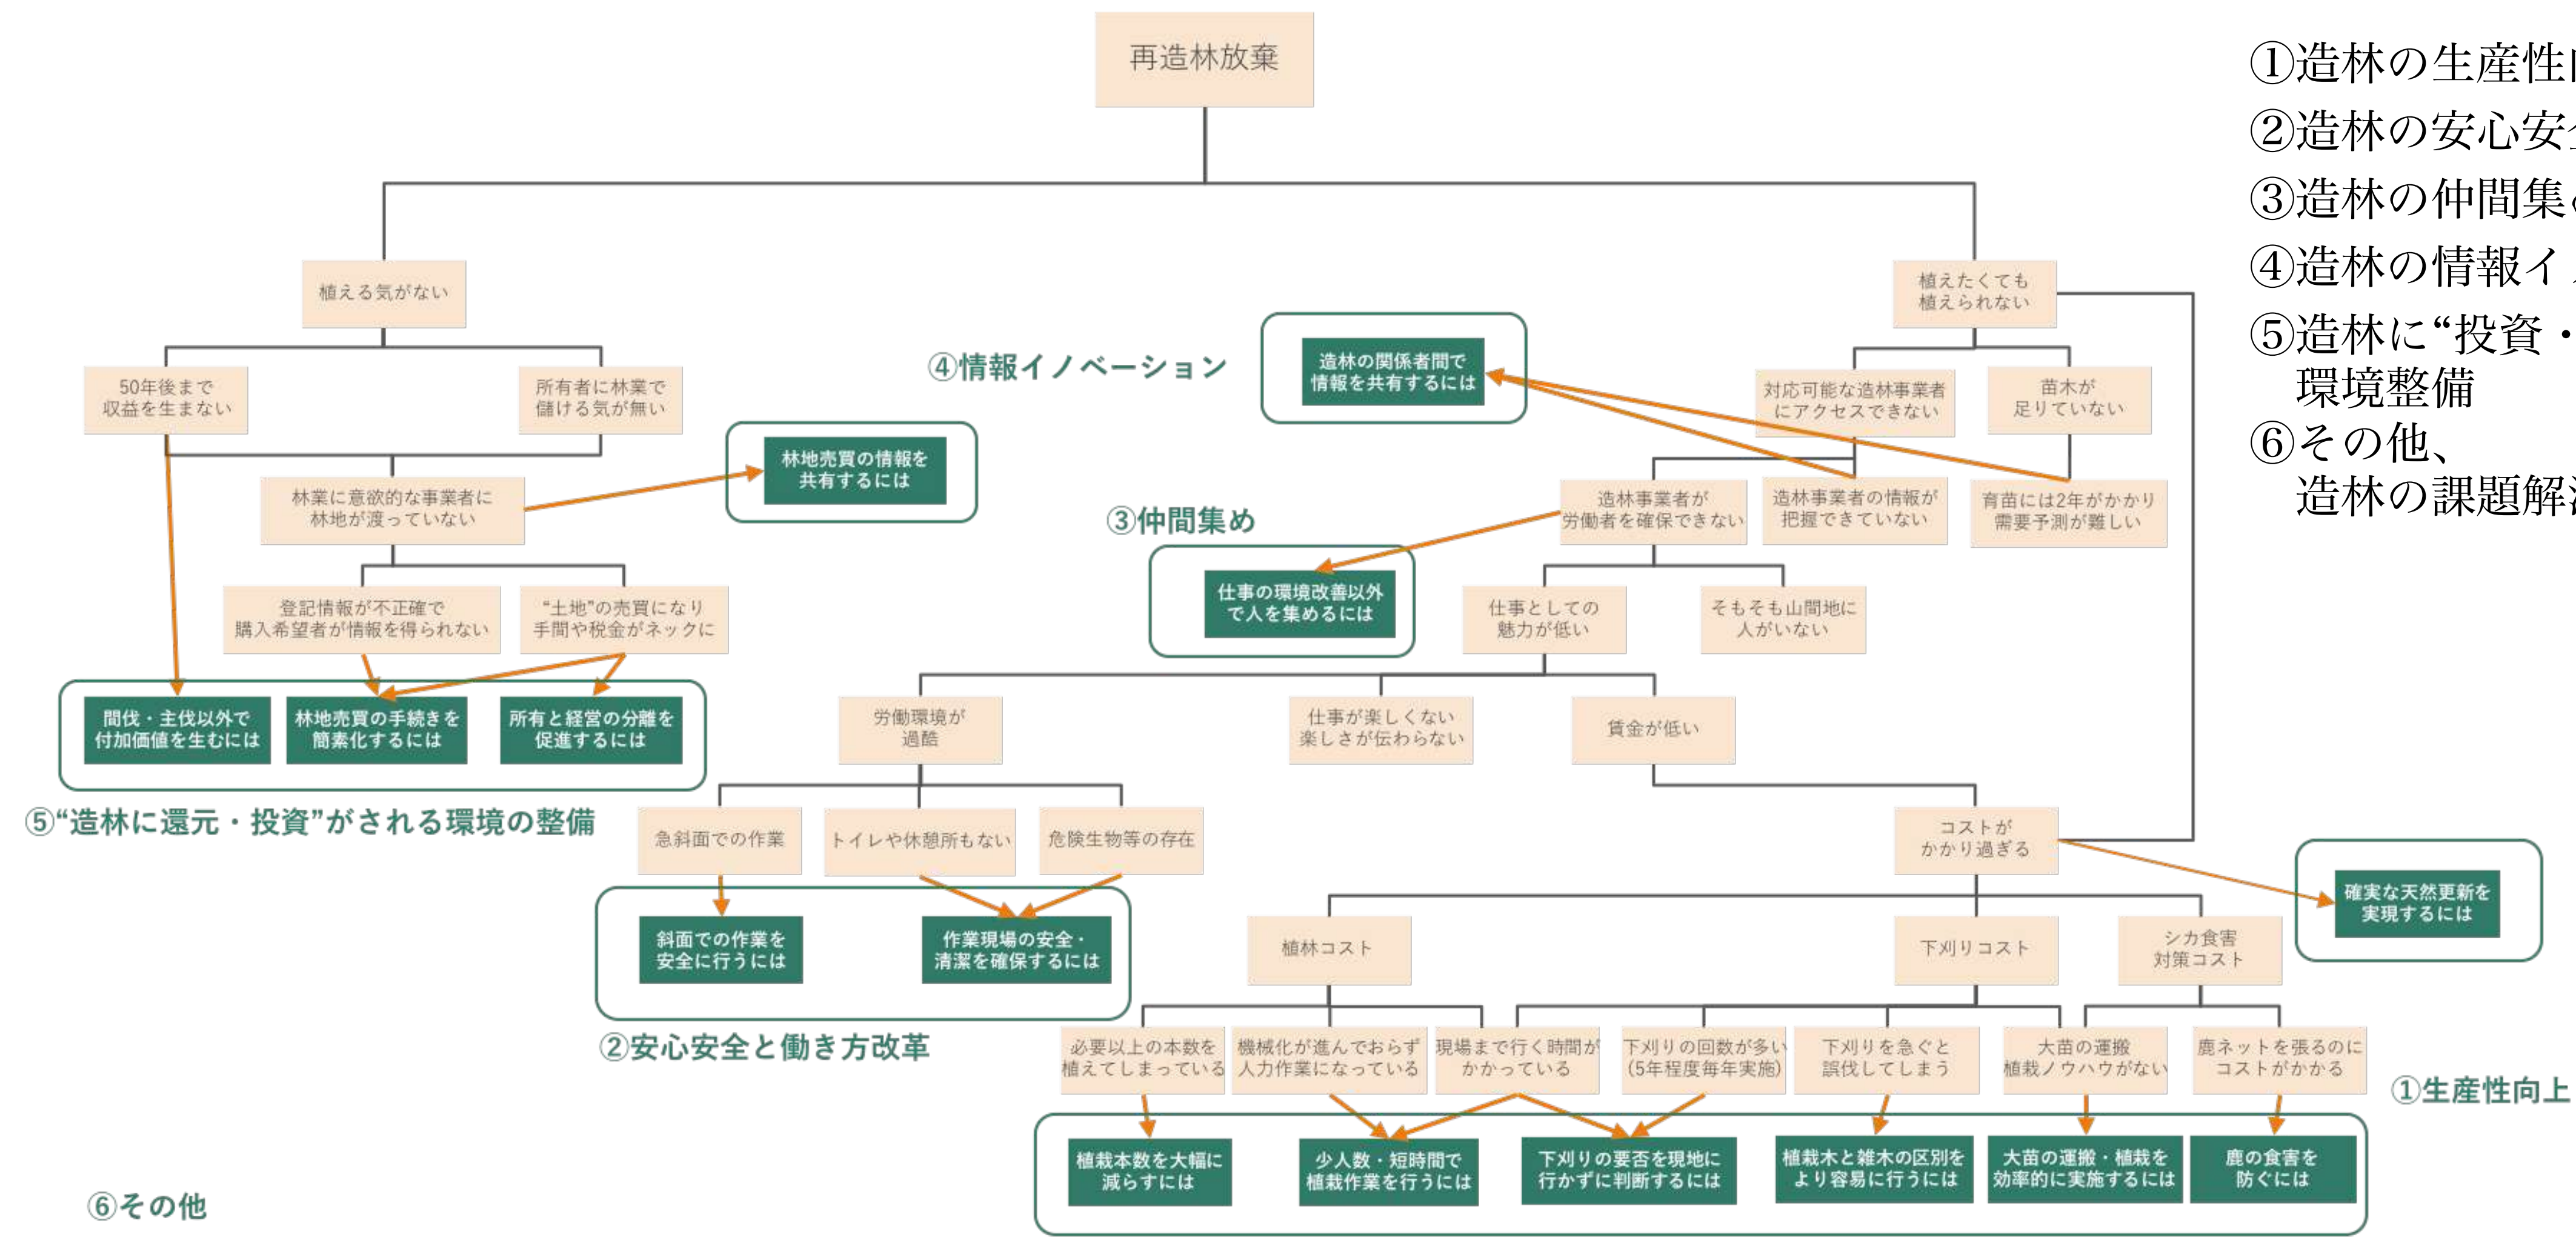 再造林放棄
①造林の生産性
②造林の安心安
③造林の仲間集
④造林の情報イ
⑤造林に“投資・
環境整備
⑥その他、
造林の課題解
植える気がない
植えたくても
植えられない
50年後まで
収益を生まない
所有者に林業で
儲ける気が無い
④情報イノベーション
造林の関係者間で
情報を共有するには
対応可能な造林事業者
にアクセスできない
苗木が
足りていない
林地売買の情報を
共有するには
林業に意欲的な事業者に
林地が渡っていない
③仲間集め
造林事業者が
労働者を確保できない
造林事業者の情報が
把握できていない
育苗には2年がかかり
需要予測が難しい
登記情報が不正確で
購入希望者が情報を得られない
“土地”の売買になり
手間や税金がネックに
仕事の環境改善以外
で人を集めるには
仕事としての
魅力が低い
そもそも山間地に
人がいない
間伐・主伐以外で
付加価値を生むには
林地売買の手続きを
簡素化するには
所有と経営の分離を
促進するには
労働環境が
過酷
仕事が楽しくない
楽しさが伝わらない
賃金が低い
⑤“造林に還元・投資”がされる環境の整備
急斜面での作業
トイレや休憩所もない
危険生物等の存在
コストが
かかり過ぎる
確実な天然更新を
実現するには
斜面での作業を
安全に行うには
作業現場の安全・
清潔を確保するには
植林コスト
下刈りコスト
シカ食害
対策コスト
②安心安全と働き方改革
必要以上の本数を
植えてしまっている
機械化が進んでおらず
人力作業になっている
現場まで行く時間が
かかっている
下刈りの回数が多い
(5年程度毎年実施)
下刈りを急ぐと
誤伐してしまう
大苗の運搬
植栽ノウハウがない
鹿ネットを張るのに
コストがかかる
①生産性向上
植栽本数を大幅に
減らすには
少人数・短時間で
植栽作業を行うには
下刈りの要否を現地に
行かずに判断するには
植栽木と雑木の区別を
より容易に行うには
大苗の運搬・植栽を
効率的に実施するには
鹿の食害を
防ぐには
⑥その他